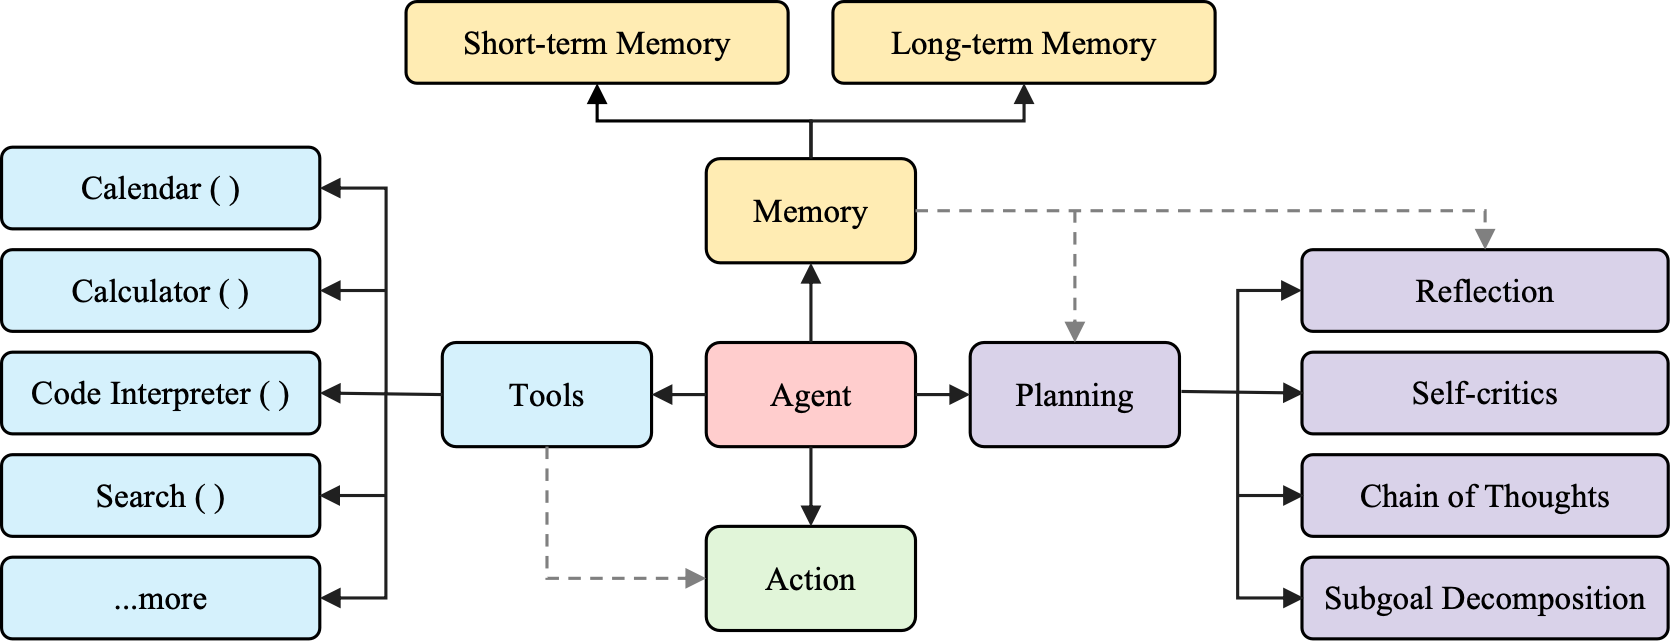 Short-term Memory
Long-term Memory
Calendar ( )
Memory
Calculator ( )
Reflection
Code Interpreter ( )
Tools
Agent
Planning
Self-critics
Search ( )
Chain of Thoughts
Action
...more
Subgoal Decomposition